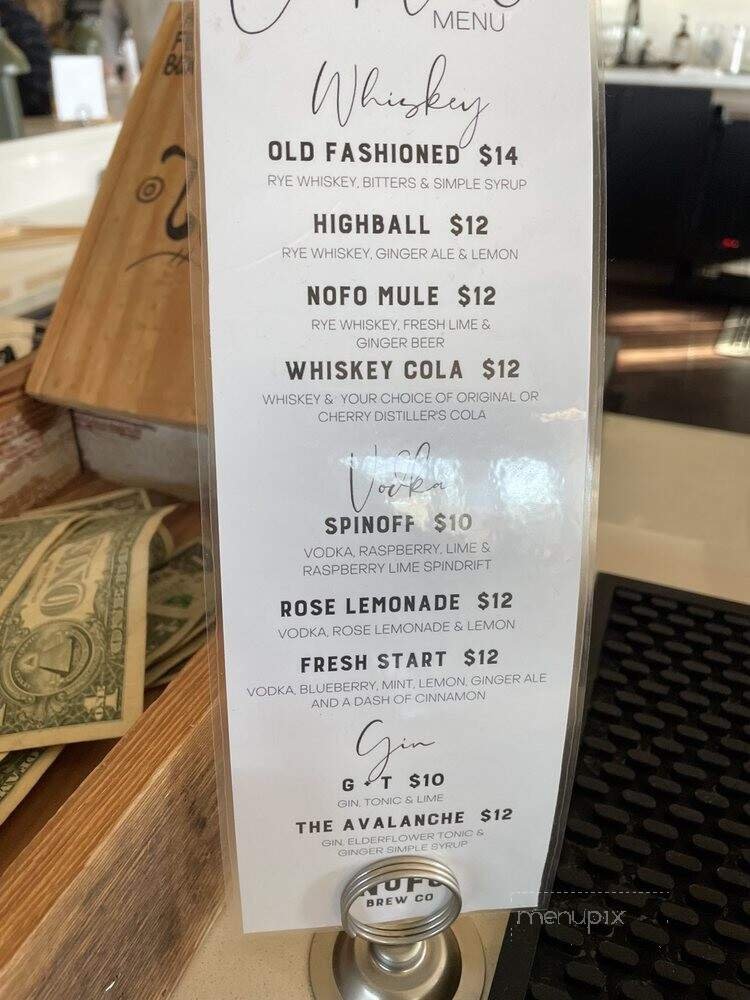 MENU
Whiskey
OLD FASHIONED $14
RYE WHISKEY, BITTERS & SIMPLE SYRUP
HIGHBALL $12
RYE WHISKEY, GINGER ALE & LEMON
NOFO MULE $12
RYE WHISKEY, FRESH LIME &
GINGER BEER
WHISKEY COLA $12
WHISKEY & YOUR CHOICE OF ORIGINAL OR
CHERRY DISTILLER'S COLA
Vodka
SPINOFF $10
VODKA, RASPBERRY, LIME &
RASPBERRY LIME SPINDRIFT
ROSE LEMONADE $12
VODKA, ROSE LEMONADE & LEMON
FRESH START $12
VODKA, BLUEBERRY, MINT, LEMON, GINGER ALE
AND A DASH OF CINNAMON
Gin
G + T $10
GIN, TONIC & LIME
THE AVALANCHE $12
GIN, ELDERFLOWER TONIC &
GINGER SIMPLE SYRUP
NOFO
BREW CO
ONE
menupix